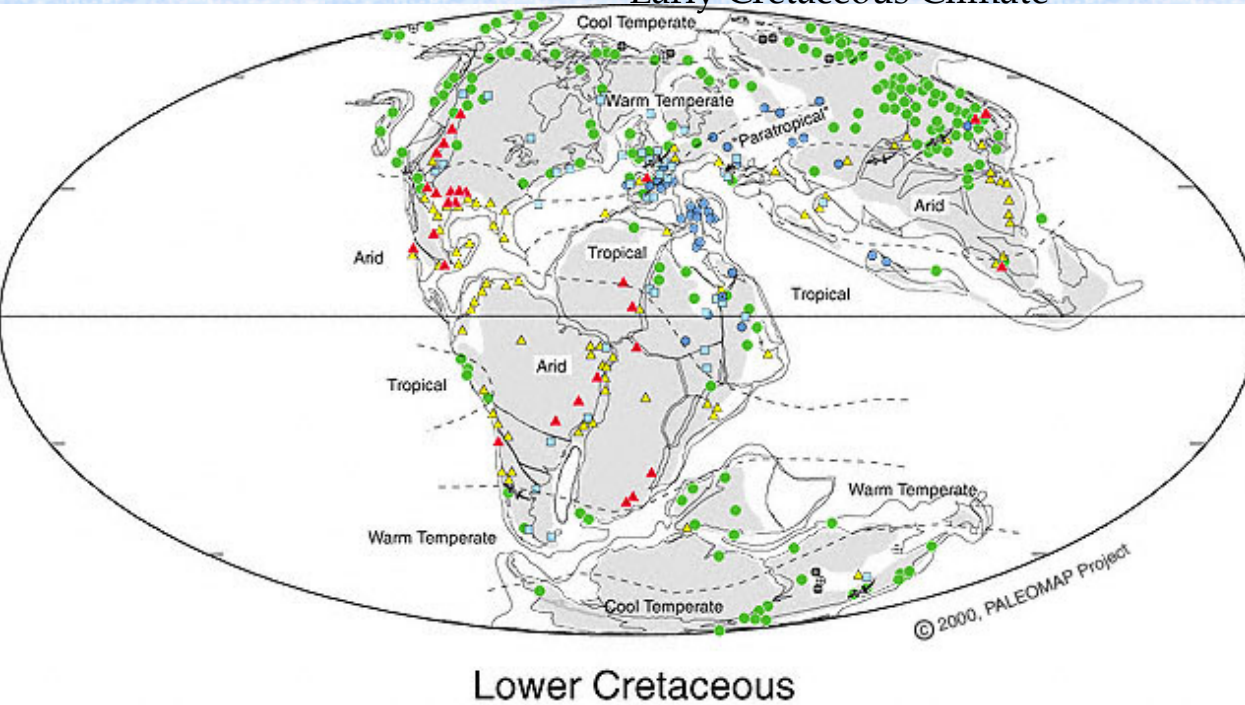 Early Cretaceous Climate
Cool Temperate
Warm Temperate
"Paratropical"
Arid
Tropical
Arid
Tropical
Arid
Tropical
Warm Temperate
Warm Temperate
Cool Temperate
© 2000, PALEOMAP Project
Lower Cretaceous